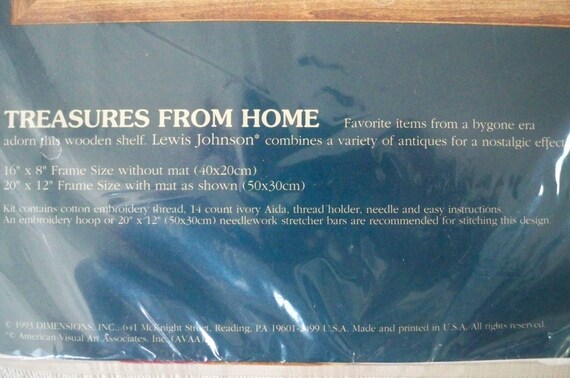 TREASURES FROM HOME Favorite items from a bygone era
adorn this wooden shelf. Lewis Johnson* combines a variety of antiques for a nostalgic effect
16" x 8" Frame Size without mat (40x20cm)
20" x 12" Frame Size with mat as shown (50x30cm)
Kit contains cotton embroidery thread, 14 count ivory Aida, thread holder, needle and easy instructions.
An embroidery hoop or 20" x 12" (50x30cm) needlework stretcher bars are recommended for stitching this design.
© 1993 DIMENSIONS, INC., 641 McKnight Street, Reading, PA 19601-2499 U.S.A. Made and printed in U.S.A. All rights reserved.
*© American Visual Art Associates, Inc. (AVAA)